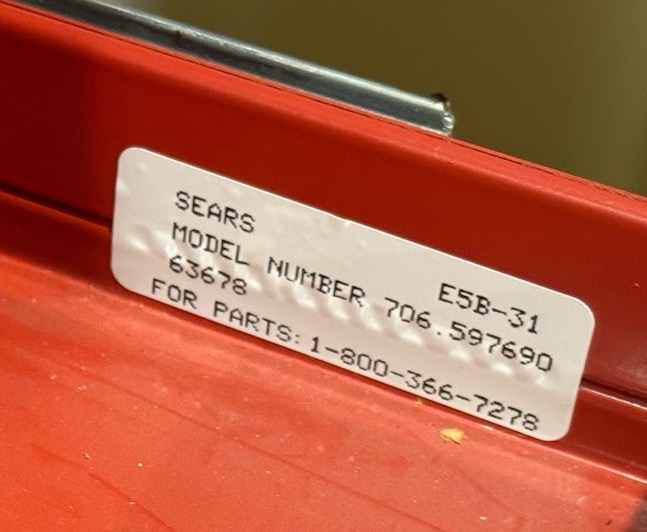 SEARS E5B-31
MODEL NUMBER 706.597690
63678
FOR PARTS:1-800-366-7278